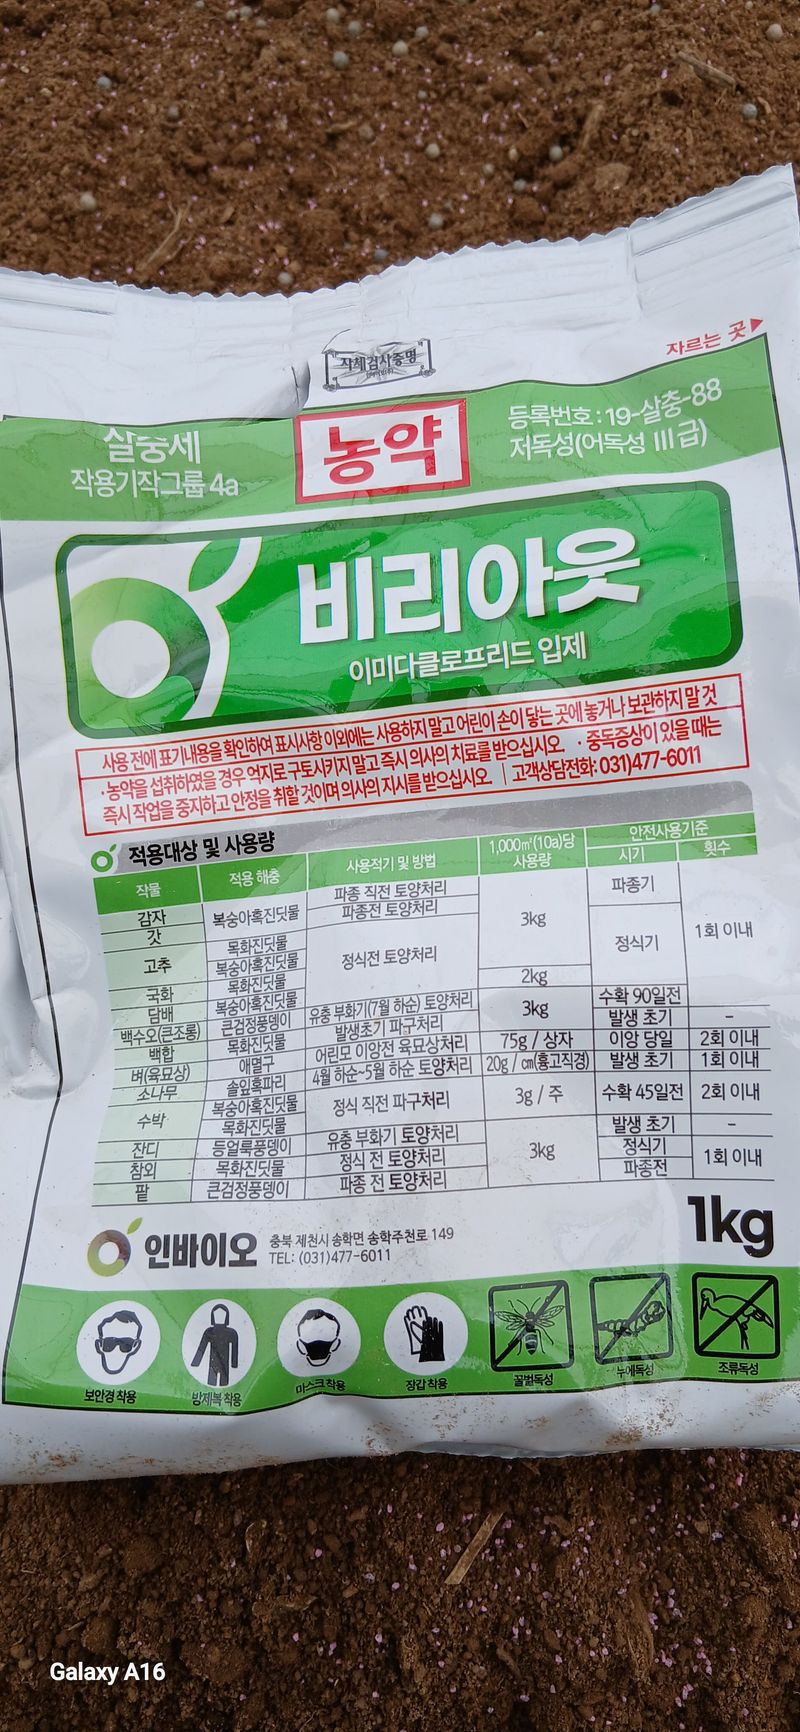 자르는 곳▶
자체검사증명
살충제
작용기작그룹 4a
농약
등록번호 : 19-살충-88
저독성(어독성 III급)
비리아웃
이미다클로프리드 입제
· 사용 전에 표기내용을 확인하여 표시사항 이외에는 사용하지 말고 어린이 손이 닿는 곳에 놓거나 보관하지 말 것
· 농약을 섭취하였을 경우 억지로 구토시키지 말고 즉시 의사의 치료를 받으십시오. · 중독증상이 있을 때는
즉시 작업을 중지하고 안정을 취할 것이며 의사의 지시를 받으십시오. | 고객상담전화: 031)477-6011
적용대상 및 사용량
작물 적용 해충 사용적기 및 방법 1,000㎡(10a)당 사용량 안전사용기준 시기 횟수
감자 복숭아혹진딧물 파종 직전 토양처리 3kg 파종기 1회 이내
갓 파종전 토양처리
고추 목화진딧물 정식전 토양처리 정식기
복숭아혹진딧물
국화 목화진딧물 2kg
담배 복숭아혹진딧물 3kg 수확 90일전
백수오(큰조롱) 큰검정풍뎅이 유충 부화기(7월 하순) 토양처리 발생 초기 –
백합 목화진딧물 발생초기 파구처리
벼(육묘상) 애멸구 어린모 이앙전 육묘상처리 75g / 상자 이앙 당일 2회 이내
소나무 솔잎혹파리 4월 하순~5월 하순 토양처리 20g / ㎝(흉고직경) 발생 초기 1회 이내
수박 복숭아혹진딧물 정식 직전 파구처리 3g / 주 수확 45일전 2회 이내
목화진딧물
잔디 등얼룩풍뎅이 유충 부화기 토양처리 3kg 발생 초기 –
참외 목화진딧물 정식 전 토양처리 정식기 1회 이내
팥 큰검정풍뎅이 파종 전 토양처리 파종전
1kg
인바이오
충북 제천시 송학면 송학주천로 149
TEL: (031)477-6011
보안경 착용 방제복 착용 마스크 착용 장갑 착용 꿀벌독성 누에독성 조류독성
Galaxy A16